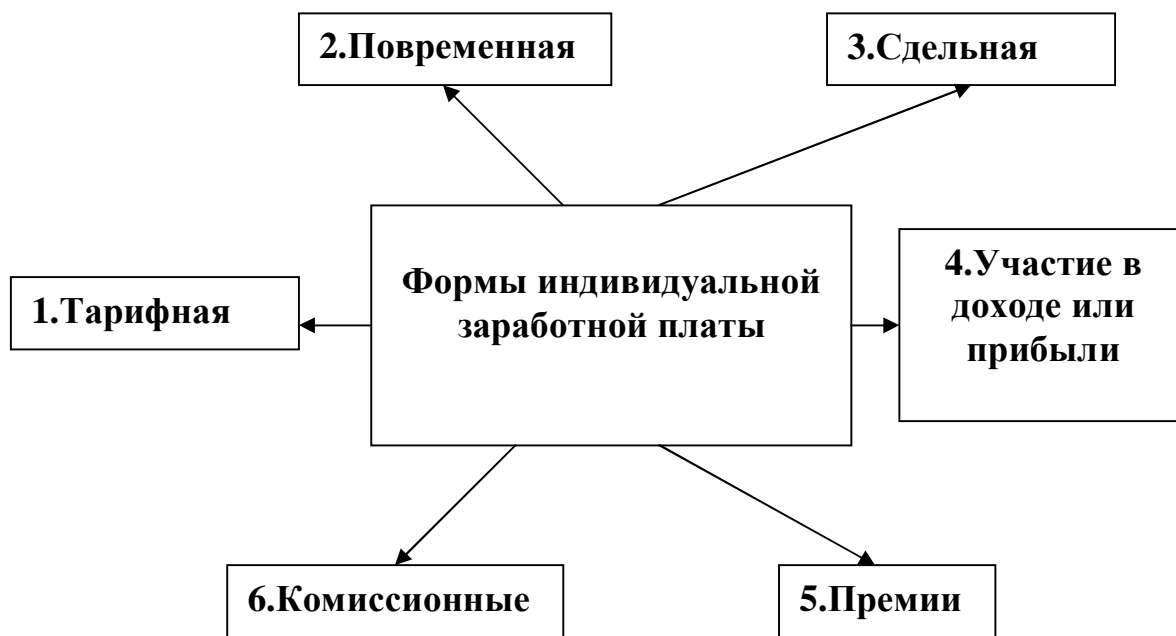 2.Повременная
3.Сдельная
Формы индивидуальной
заработной платы
4.Участие в
доходе или
прибыли
1.Тарифная
6.Комиссионные
5.Премии